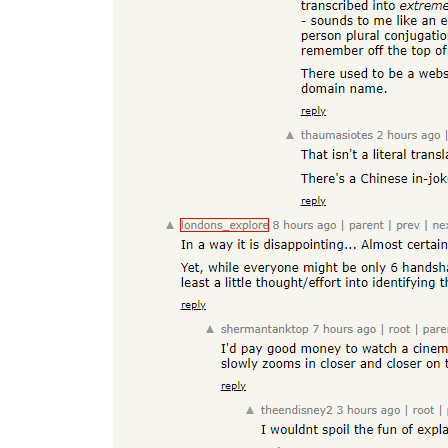 transcribed into extreme
- sounds to me like an e
person plural conjugatio
remember off the top of
There used to be a webs
domain name.
reply
▲ thaumasiotes 2 hours ago |
That isn't a literal transla
There's a Chinese in-jok
reply
▲ londons_explore 8 hours ago | parent | prev | nex
In a way it is disappointing... Almost certain
Yet, while everyone might be only 6 handsha
least a little thought/effort into identifying th
reply
▲ shermantanktop 7 hours ago | root | pare
I'd pay good money to watch a cinem
slowly zooms in closer and closer on t
reply
▲ theendisney2 3 hours ago | root |
I wouldnt spoil the fun of expla